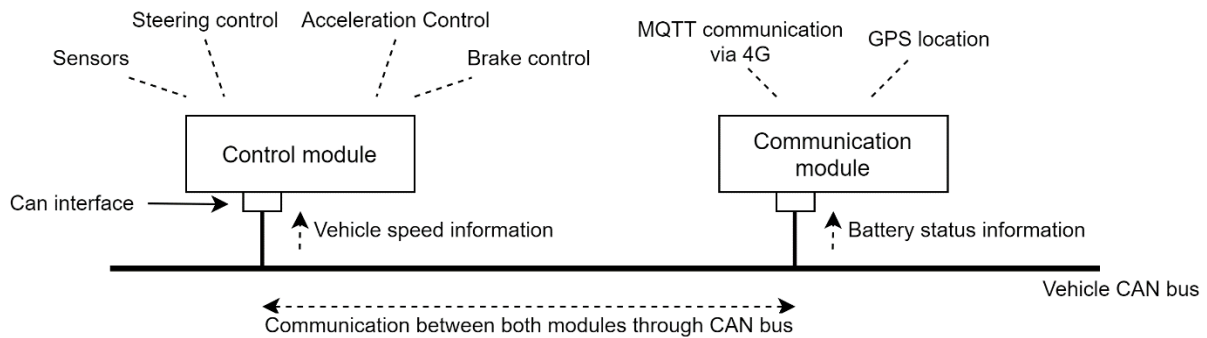 Steering control
Acceleration Control
Sensors
Brake control
MQTT communication
via 4G
GPS location
Control module
Communication
module
Can interface
Vehicle speed information
Battery status information
Vehicle CAN bus
Communication between both modules through CAN bus